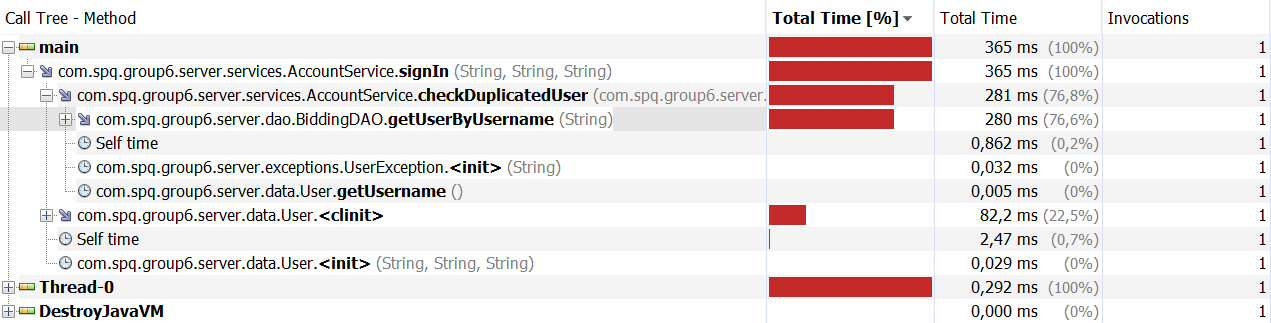 Call Tree - Method Total Time [%] Total Time Invocations
main 365 ms (100%) 1
com.spq.group6.server.services.AccountService.signIn (String, String, String) 365 ms (100%) 1
com.spq.group6.server.services.AccountService.checkDuplicatedUser (com.spq.group6.server. 281 ms (76,8%) 1
com.spq.group6.server.dao.BiddingDAO.getUserByUsername (String) 280 ms (76,6%) 1
Self time 0,862 ms (0,2%) 1
com.spq.group6.server.exceptions.UserException.<init> (String) 0,032 ms (0%) 1
com.spq.group6.server.data.User.getUsername () 0,005 ms (0%) 1
com.spq.group6.server.data.User.<clinit> 82,2 ms (22,5%) 1
Self time 2,47 ms (0,7%) 1
com.spq.group6.server.data.User.<init> (String, String, String) 0,029 ms (0%) 1
Thread-0 0,292 ms (100%) 1
DestroyJavaVM 0,000 ms (0%) 1